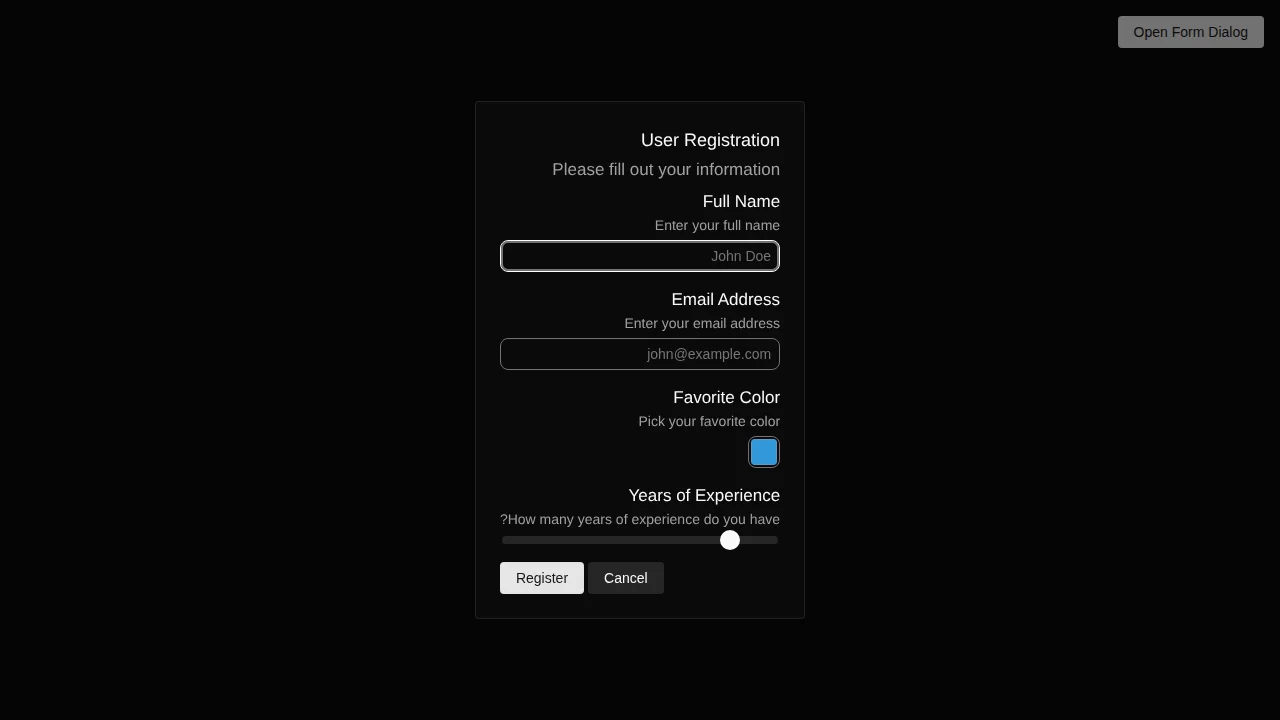 Open Form Dialog
User Registration
Please fill out your information
Full Name
Enter your full name
John Doe
Email Address
Enter your email address
john@example.com
Favorite Color
Pick your favorite color
Years of Experience
?How many years of experience do you have
Register Cancel